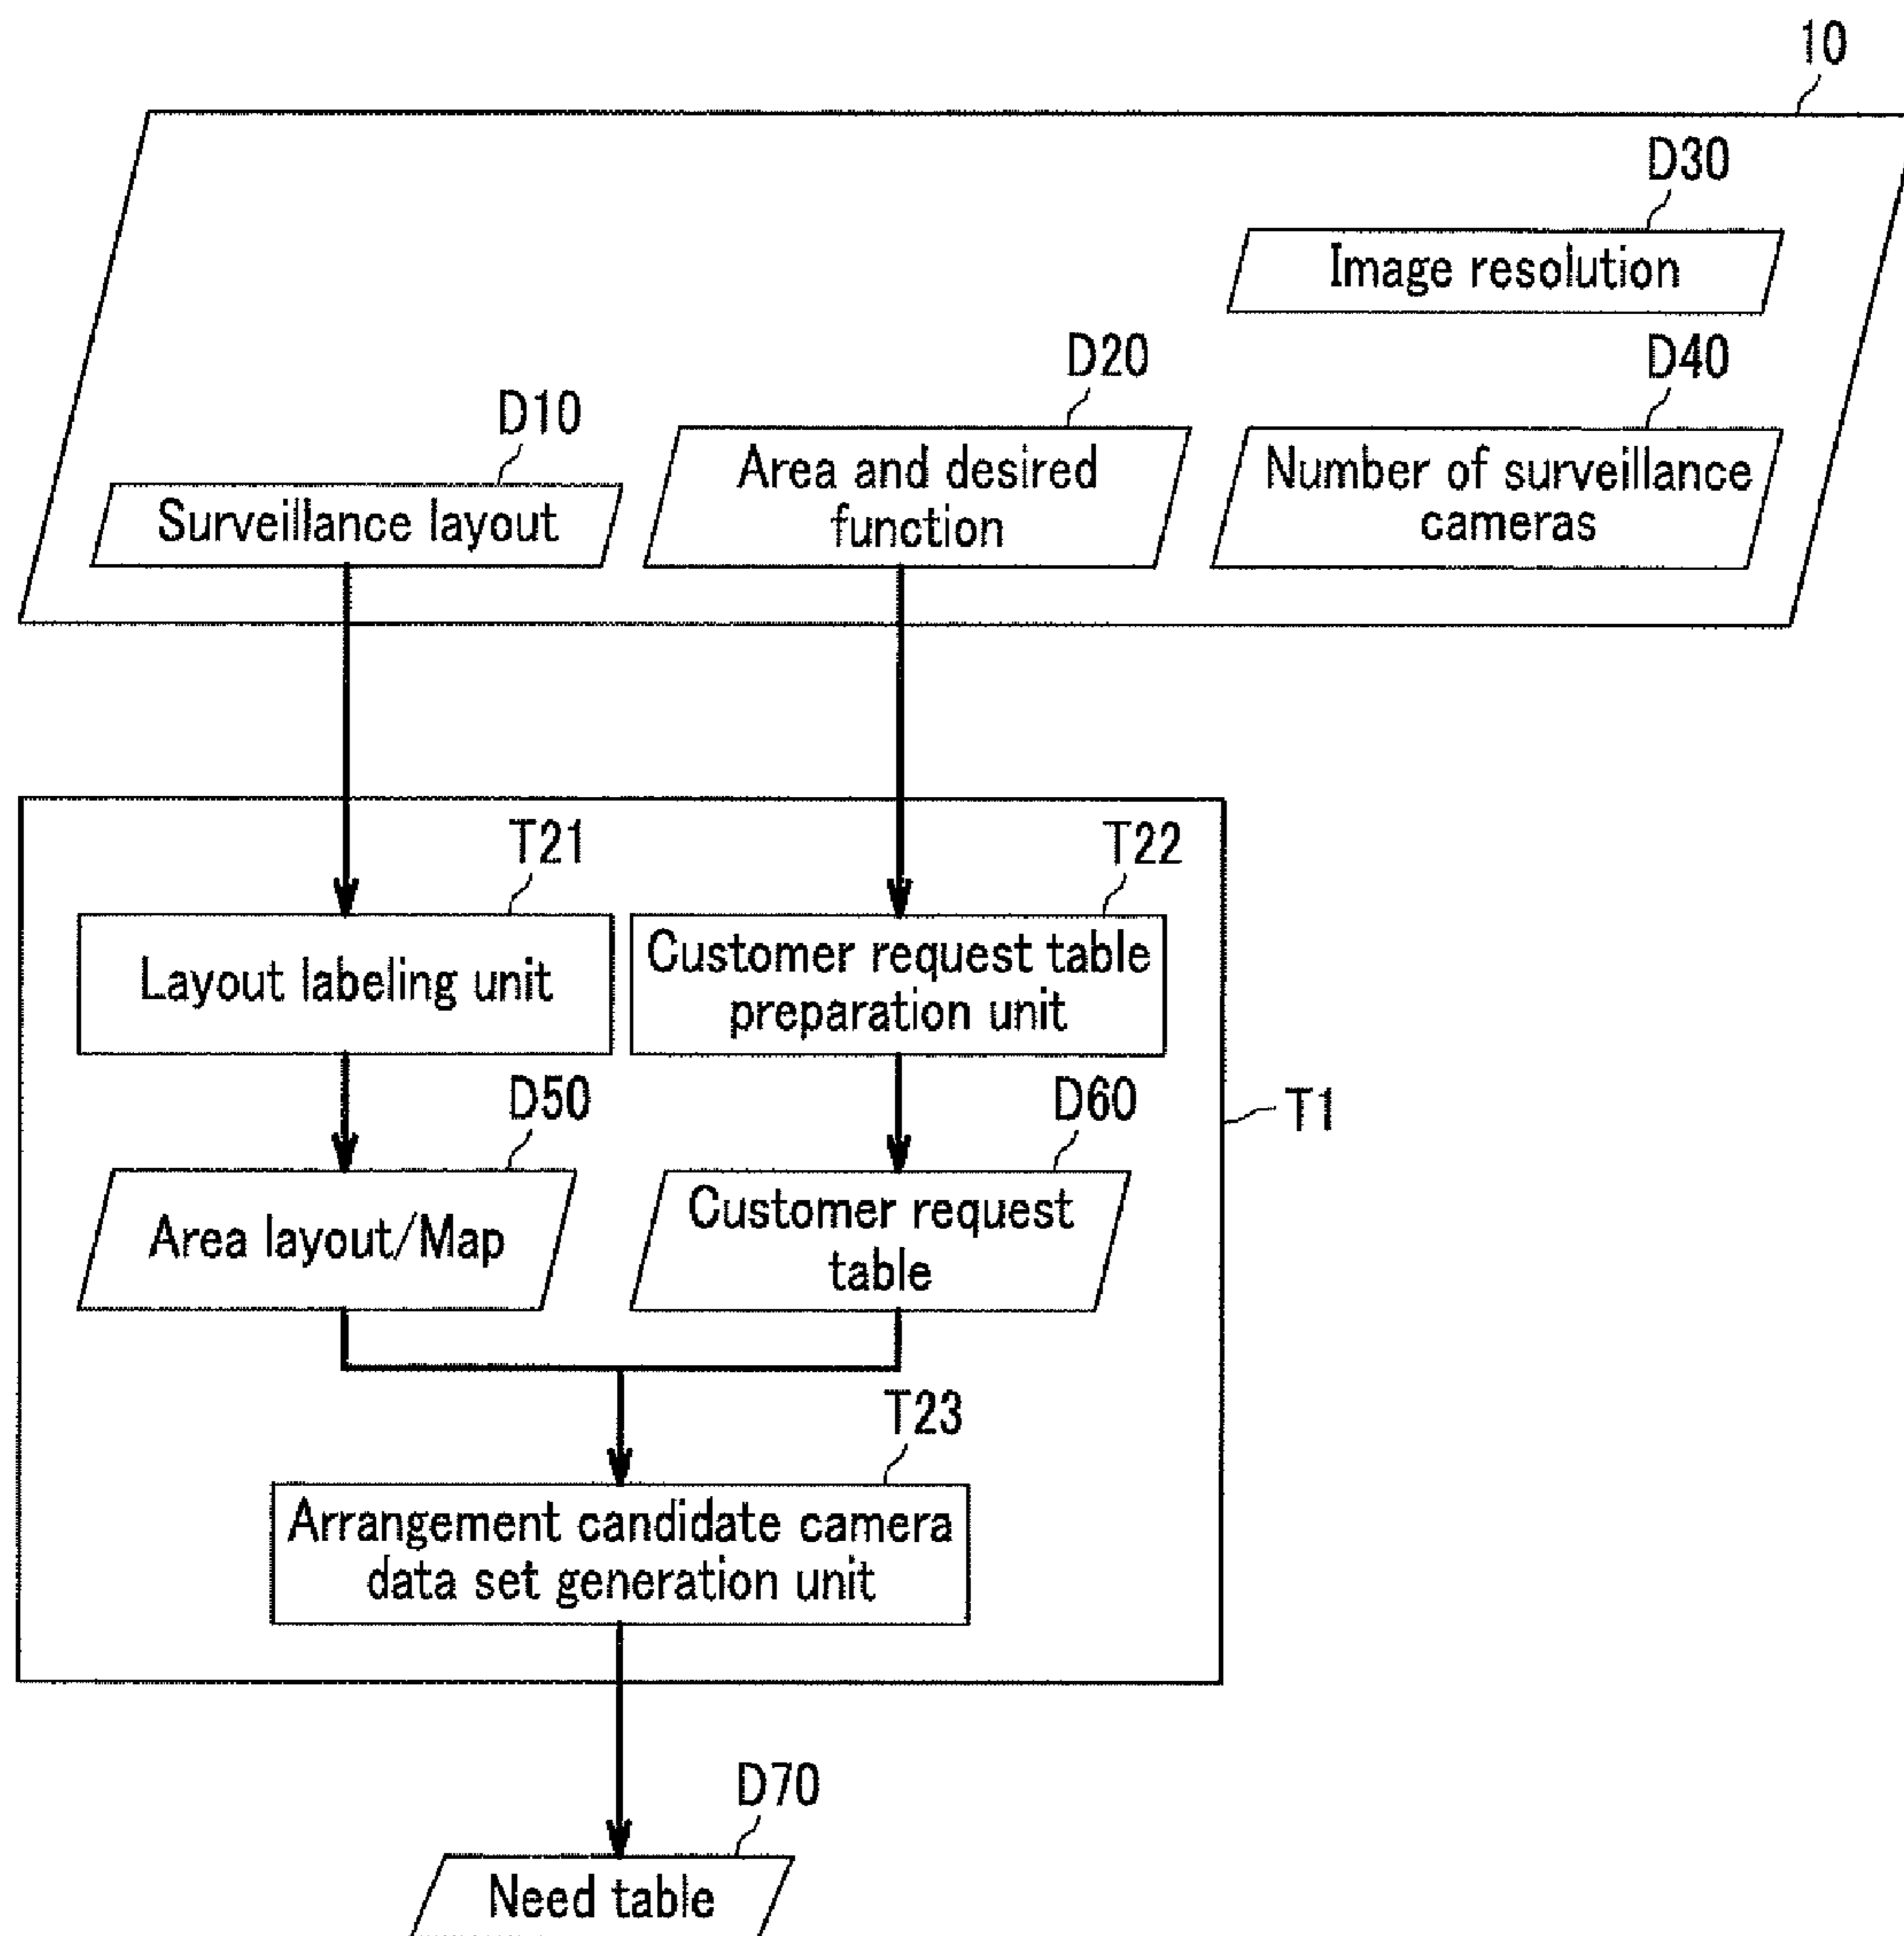 10
D30
Image resolution
D20
D40
D10
Area and desired
function
Number of surveillance
cameras
Surveillance layout
T21
T22
Layout labeling unit
Customer request table
preparation unit
D50
D60
T1
Area layout/Map
Customer request
table
T23
Arrangement candidate camera
data set generation unit
D70
Need table